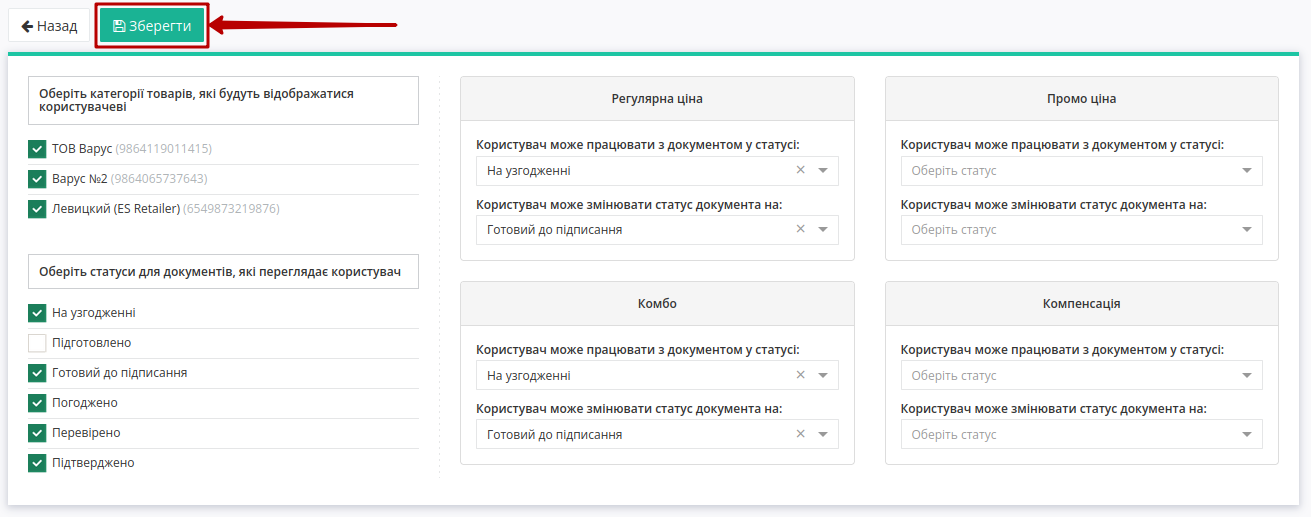 Назад
Зберегти
Оберіть категорії товарів, які будуть відображатися
користувачеві
ТОВ Варус (9864119011415)
Варус №2 (9864065737643)
Левицкий (ES Retailer) (6549873219876)
Оберіть статуси для документів, які переглядає користувач
На узгодженні
Підготовлено
Готовий до підписання
Погоджено
Перевірено
Підтверджено
Регулярна ціна
Користувач може працювати з документом у статусі:
На узгодженні
Користувач може змінювати статус документа на:
Готовий до підписання
Промо ціна
Користувач може працювати з документом у статусі:
Оберіть статус
Користувач може змінювати статус документа на:
Оберіть статус
Комбо
Користувач може працювати з документом у статусі:
На узгодженні
Користувач може змінювати статус документа на:
Готовий до підписання
Компенсація
Користувач може працювати з документом у статусі:
Оберіть статус
Користувач може змінювати статус документа на:
Оберіть статус